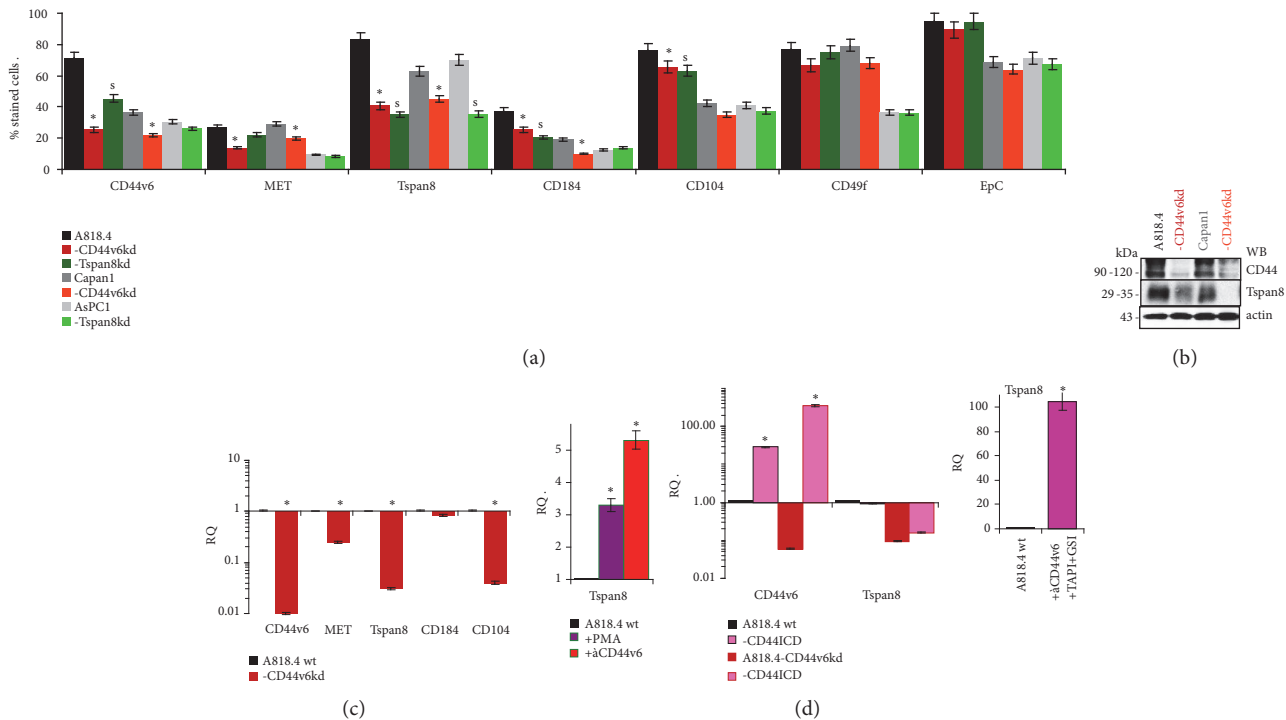 100
80
60
40
20
0
% stained cells .
*
s
*
*
*
*
s
*
s
*
s
*
*
s
CD44v6
MET
Tspan8
CD184
CD104
CD49f
EpC
A818.4
-CD44v6kd
-Tspan8kd
Capan1
-CD44v6kd
AsPC1
-Tspan8kd
(a)
A818.4
-CD44v6kd
Capan1
-CD44v6kd
kDa
WB
90 -120 -
CD44
29 -35 -
Tspan8
43 -
actin
(b)
10
1
0.1
0.01
RQ
*
*
*
*
CD44v6
MET
Tspan8
CD184
CD104
A818.4 wt
-CD44v6kd
5
4
3
2
1
RQ .
*
*
Tspan8
A818.4 wt
+PMA
+àCD44v6
(c)
100.00
1.00
0.01
RQ .
*
*
CD44v6
Tspan8
A818.4 wt
-CD44ICD
A818.4-CD44v6kd
-CD44ICD
Tspan8
100
80
60
40
20
0
RQ
*
A818.4 wt
+àCD44v6
+TAPI+GSI
(d)